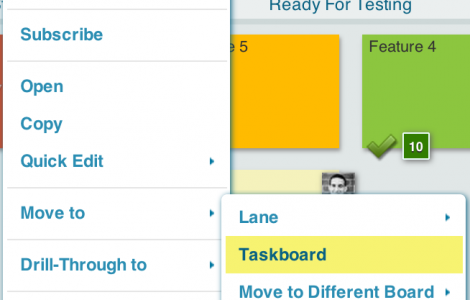 Ready For Testing
Subscribe
e 5
Feature 4
Open
Copy
10
Quick Edit
Move to
Lane
Taskboard
Drill-Through to
Move to Different Board